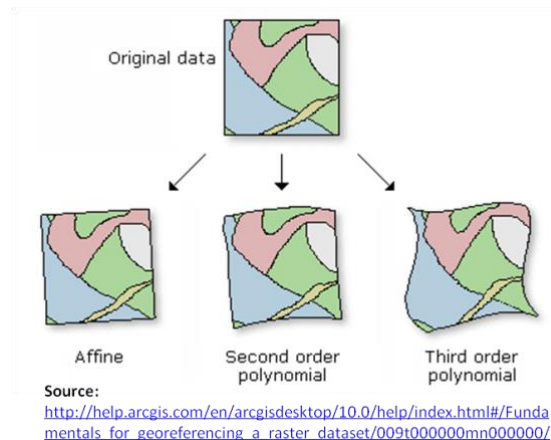 Original data
Affine
Second order
polynomial
Third order
polynomial
Source:
http://help.arcgis.com/en/arcgisdesktop/10.0/help/index.html#/Funda
mentals_for_georeferencing_a_raster_dataset/009t000000mn000000/